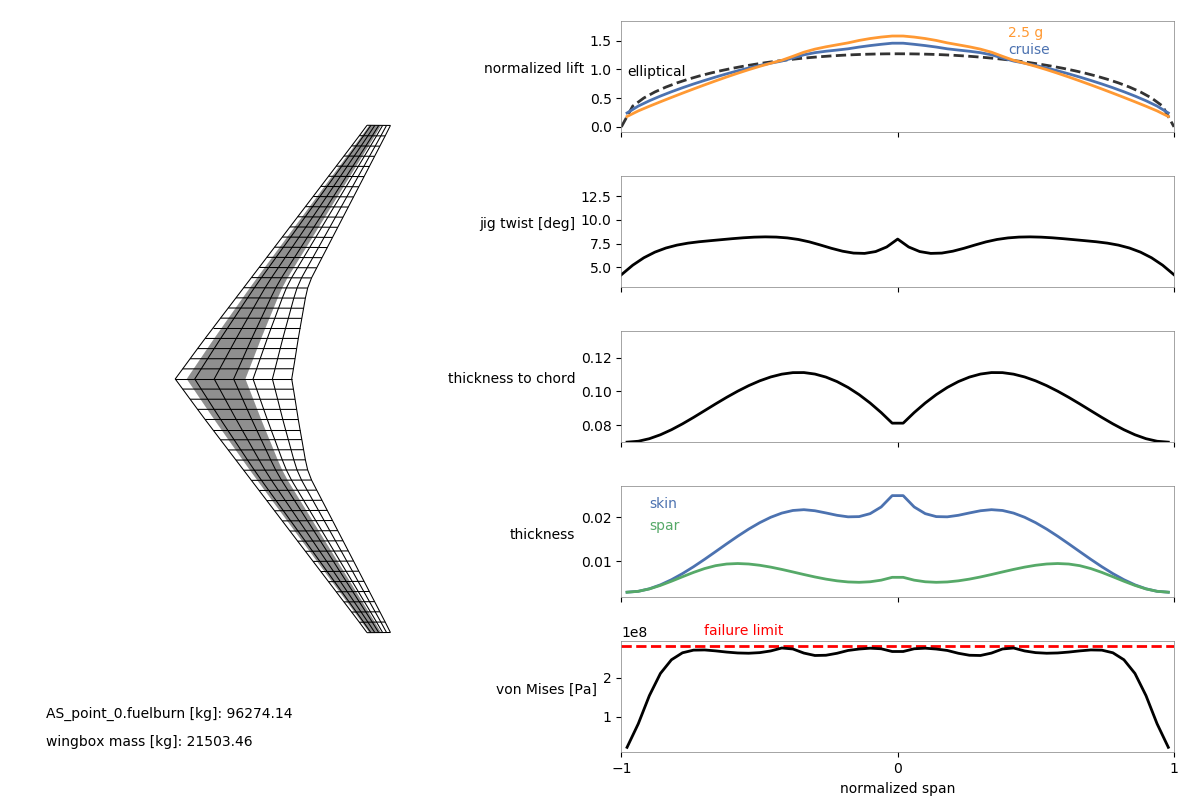 normalized lift
1.5
1.0
0.5
0.0
elliptical
2.5 g
cruise
jig twist [deg]
12.5
10.0
7.5
5.0
thickness to chord
0.12
0.10
0.08
thickness
0.02
0.01
skin
spar
1e8
failure limit
von Mises [Pa]
2
1
−1
0
1
normalized span
AS_point_0.fuelburn [kg]: 96274.14
wingbox mass [kg]: 21503.46